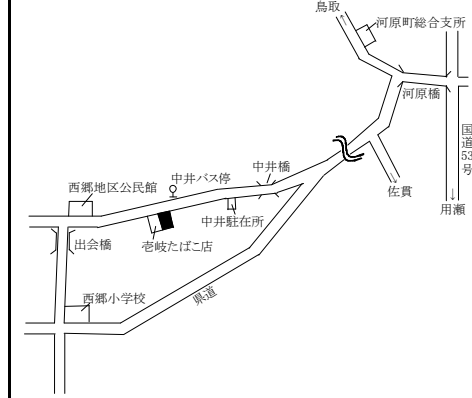 鳥取
河原町総合支所
河原橋
国道53号
用瀬
佐貫
中井橋
中井バス停
西郷地区公民館
中井駐在所
壱岐たばこ店
出会橋
西郷小学校
県道